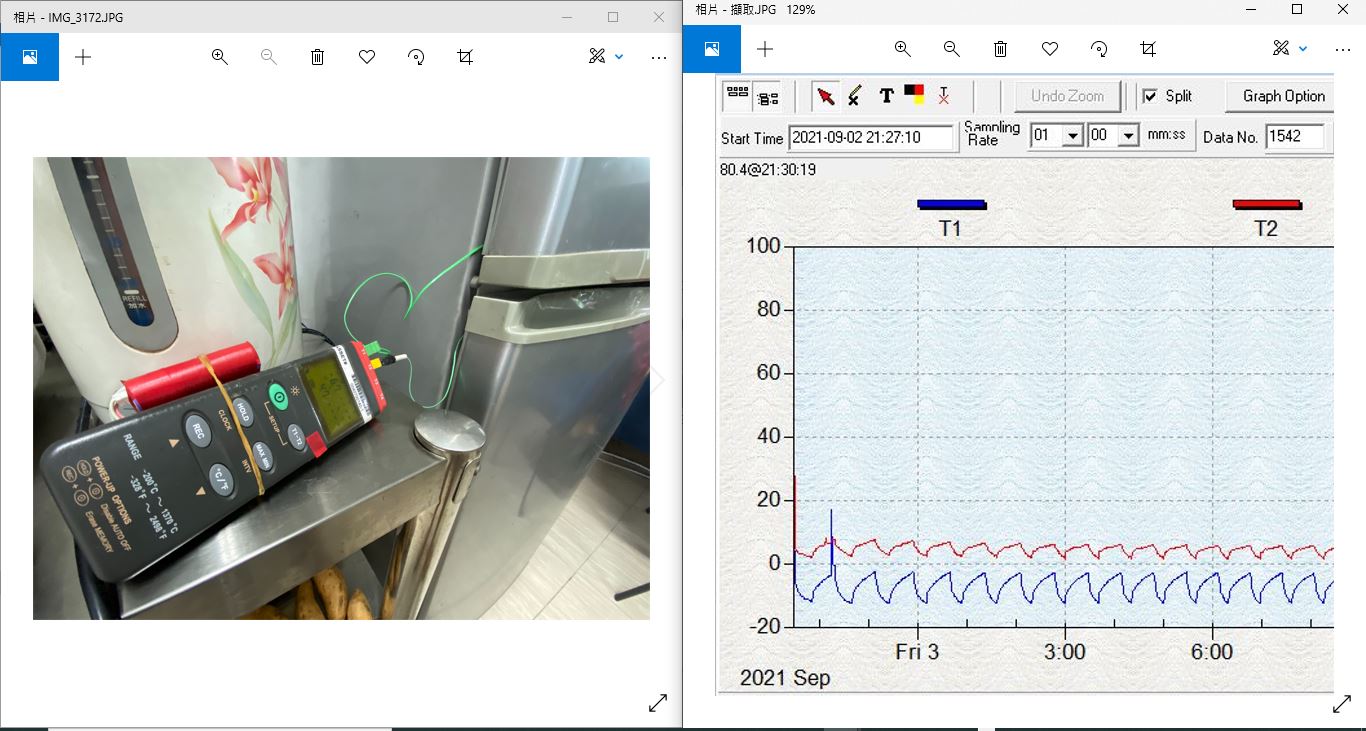 相片 - IMG_3172.JPG
相片 - 擷取.JPG 129%
REFILL
加水
HOLD
CLOCK
SETUP
REC
MAX MIN
T1-T2
INTV
°C/°F
RANGE
-200°C ~ 1370°C
-328°F ~ 2498°F
POWER-UP OPTIONS
Disable AUTO OFF
Erase MEMORY
Undo Zoom
Split
Graph Option
Start Time
2021-09-02 21:27:10
Sampling
Rate
01
00
mm:ss
Data No.
1542
80.4@21:30:19
T1
T2
100
80
60
40
20
0
-20
Fri 3
3:00
6:00
2021 Sep